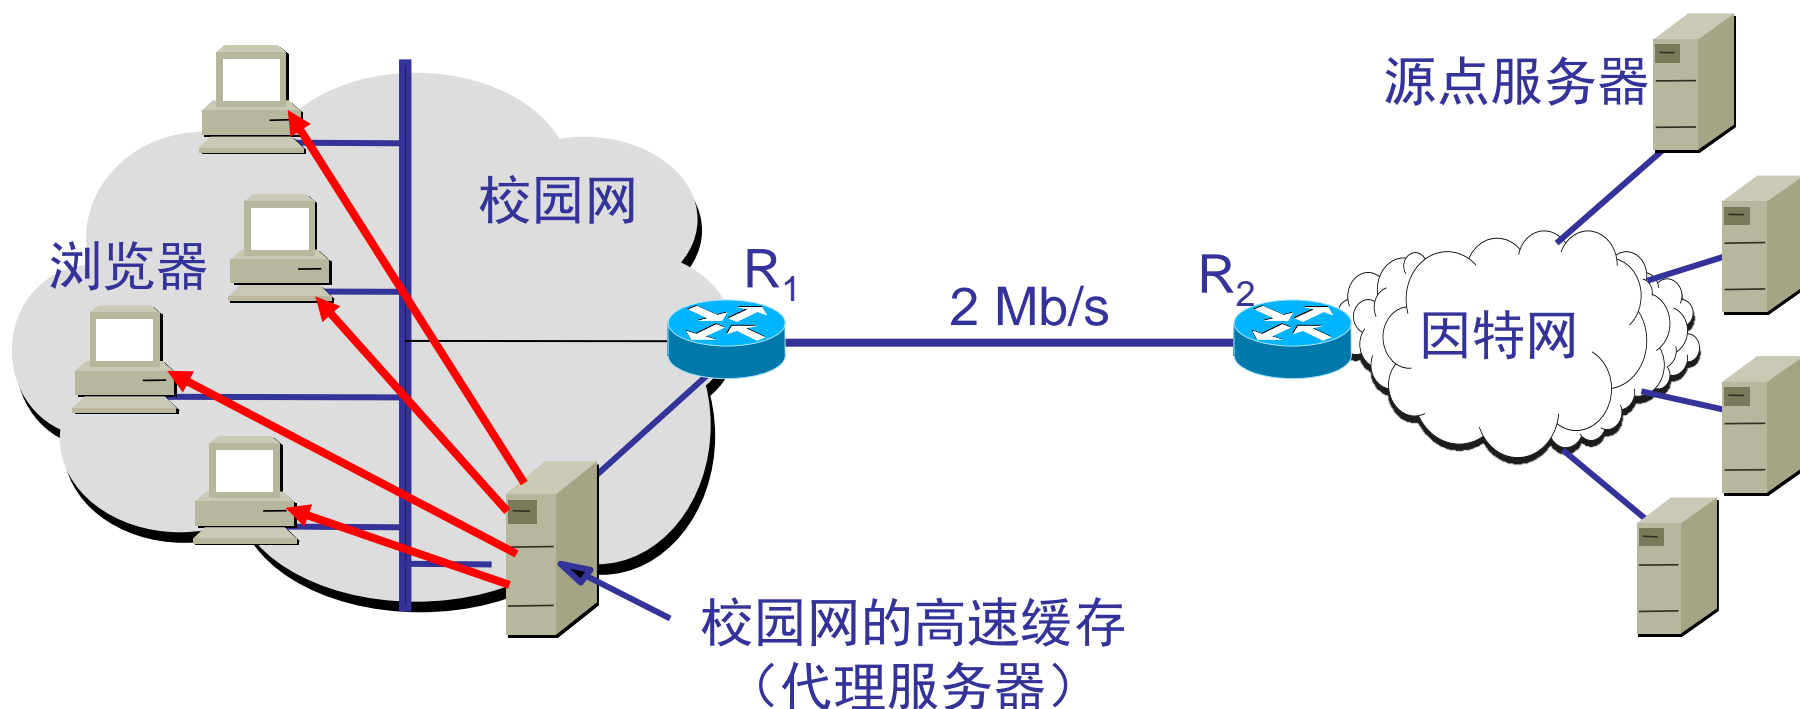 源点服务器
校园网
浏览器
R1
2 Mb/s
R2
因特网
校园网的高速缓存
（代理服务器）